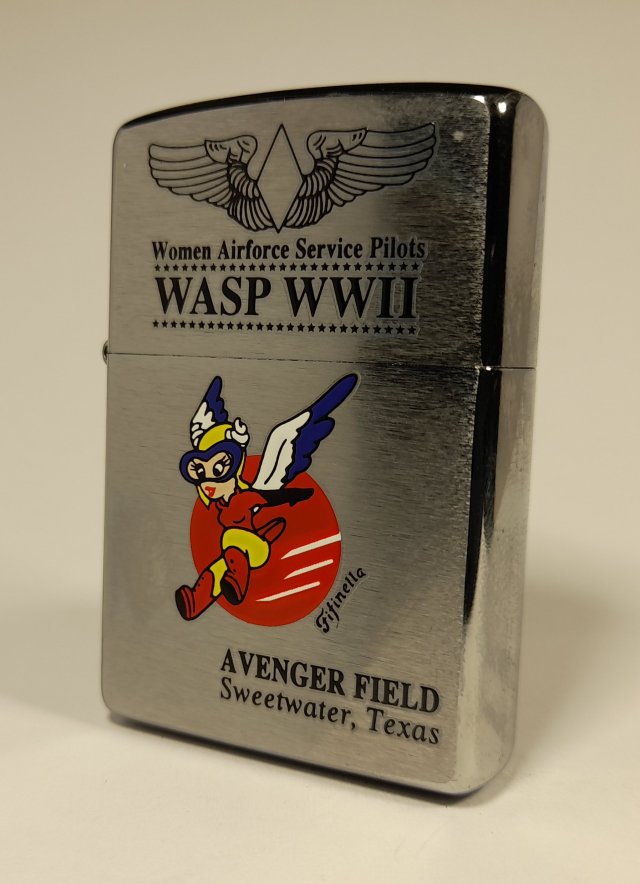 Women Airforce Service Pilots
WASP WWII
Fifinella
AVENGER FIELD
Sweetwater, Texas